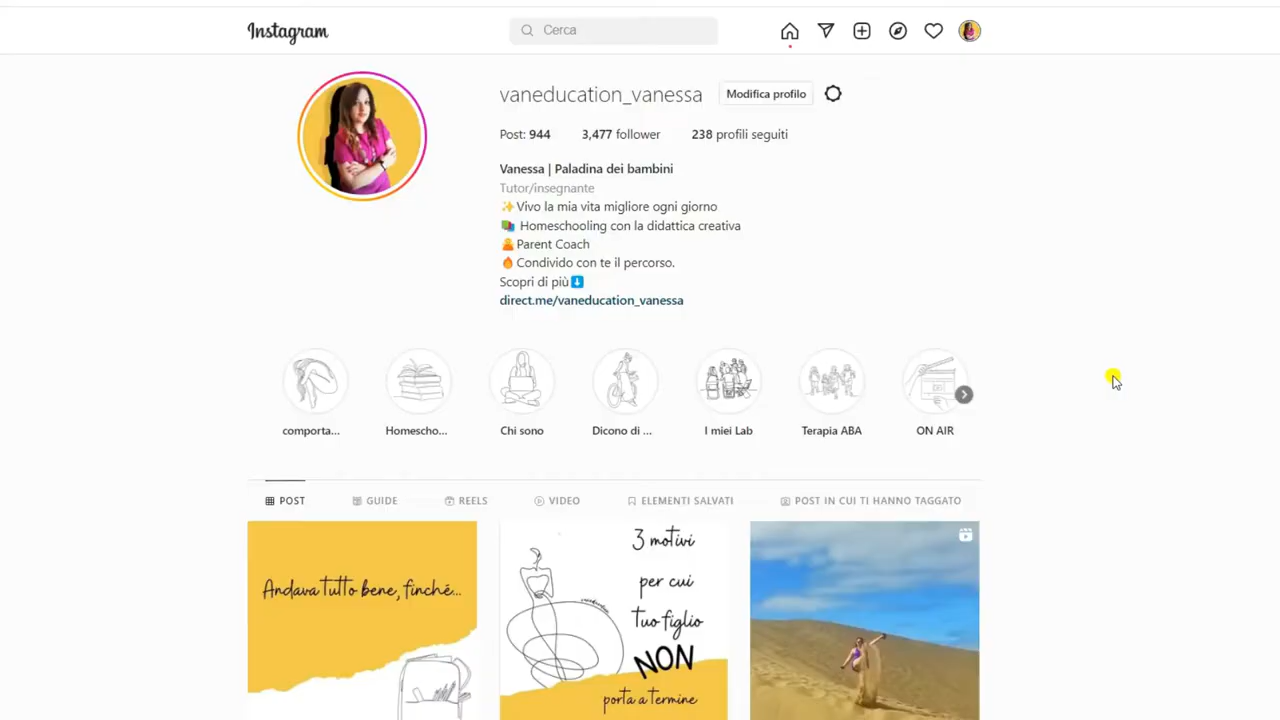 Instagram
Cerca
vaneducation_vanessa
Modifica profilo
Post: 944
3,477 follower
238 profili seguiti
Vanessa | Paladina dei bambini
Tutor/insegnante
✨Vivo la mia vita migliore ogni giorno
📚 Homeschooling con la didattica creativa
Parent Coach
🔥 Condivido con te il percorso.
Scopri di più⬇️
direct.me/vaneducation_vanessa
comporta...
Homescho...
Chi sono
Dicono di ...
I miei Lab
Terapia ABA
ON AIR
POST
GUIDE
REELS
VIDEO
ELEMENTI SALVATI
POST IN CUI TI HANNO TAGGATO
Andava tutto bene, finché...
3 motivi
per cui
tuo figlio
NON
porta a termine